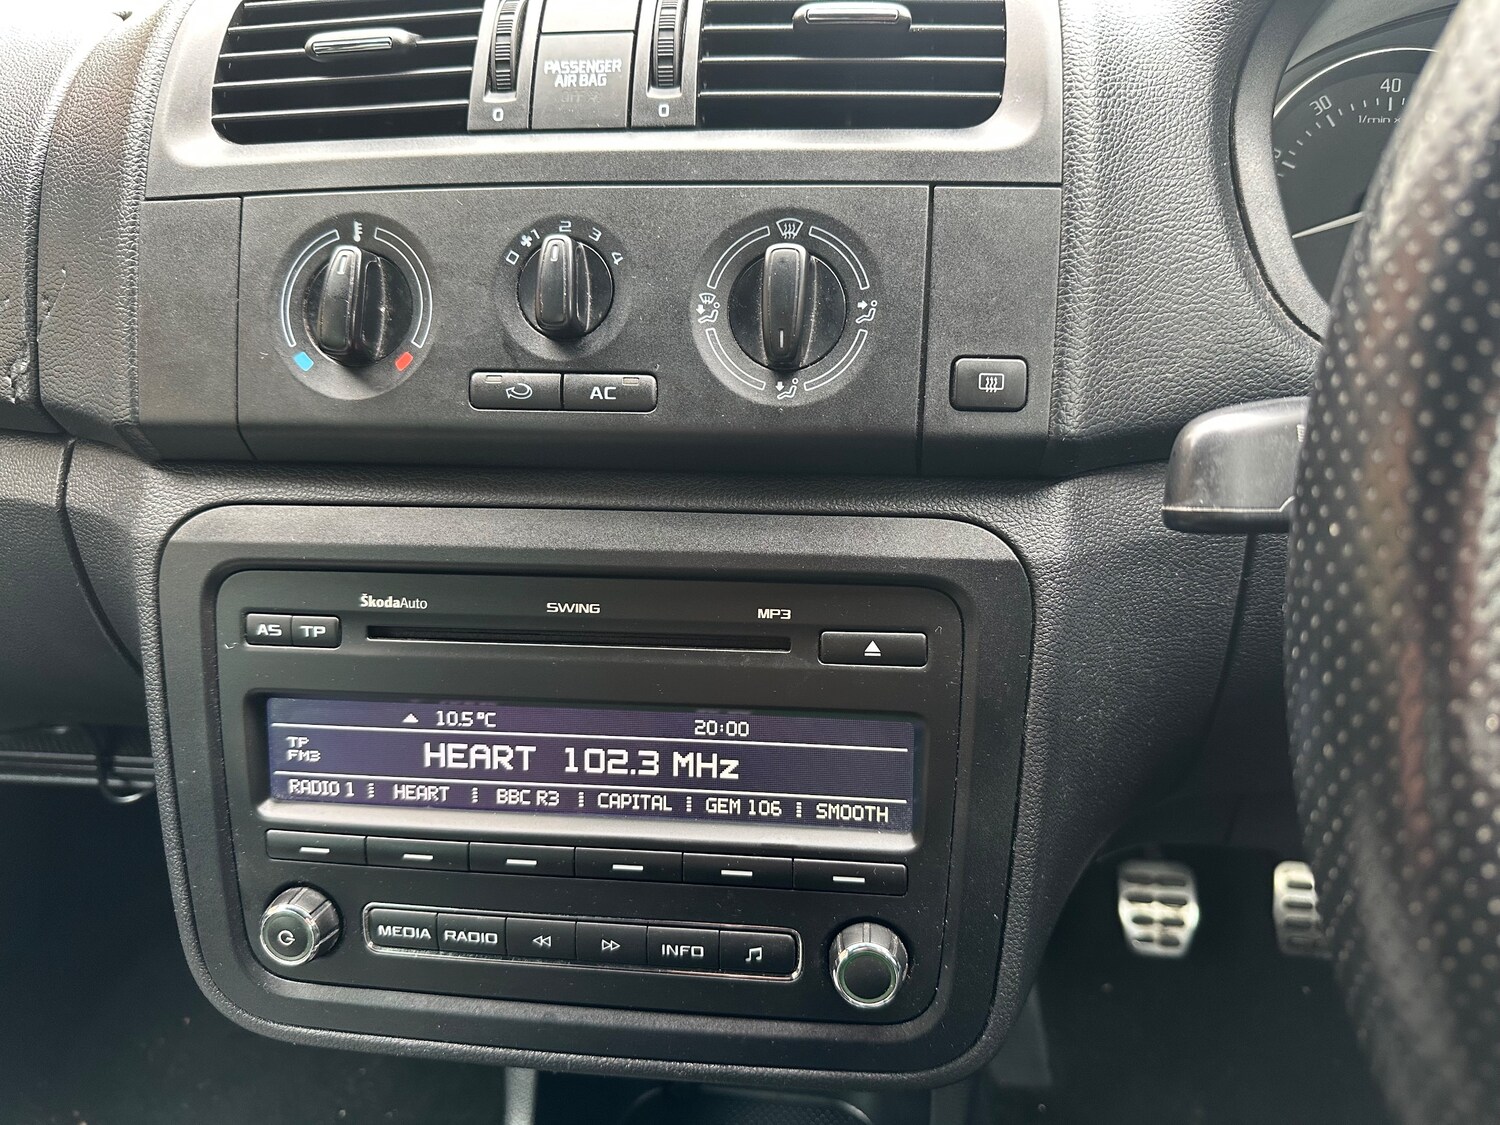 PASSENGER
AIR BAG
0
0
30
40
1/min x
0
1
2
3
4
AC
ŠkodaAuto
SWING
MP3
AS
TP
10.5°C
20:00
TP
FM3
HEART 102.3 MHz
RADIO 1 HEART BBC R3 CAPITAL GEM 106 SMOOTH
MEDIA RADIO INFO